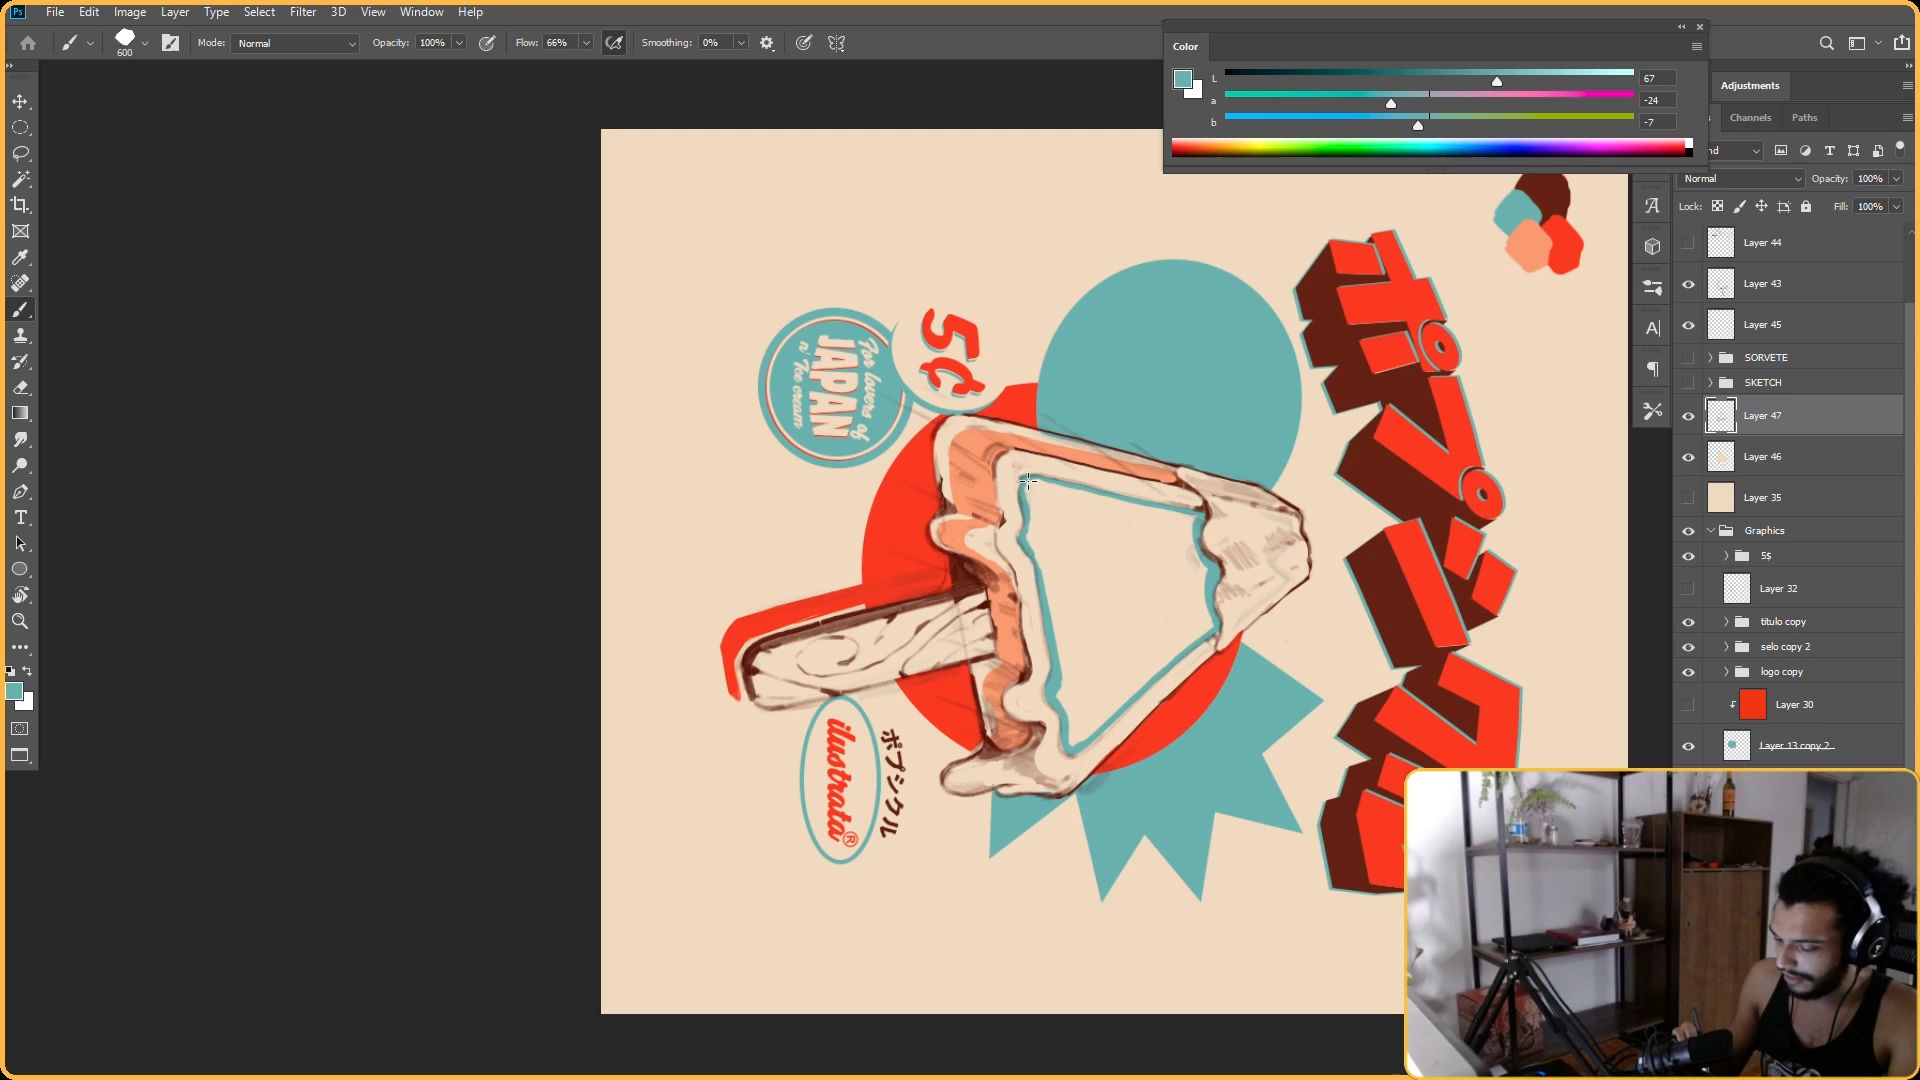 Ps File Edit Image Layer Type Select Filter 3D View Window Help
600 Mode: Normal Opacity: 100% Flow: 66% Smoothing: 0%
Color
L 67
a -24
b -7
Adjustments
Channels Paths
Normal Opacity: 100%
Lock: Fill: 100%
Layer 44
Layer 43
Layer 45
SORVETE
SKETCH
Layer 47
Layer 46
Layer 35
Graphics
5$
Layer 32
titulo copy
selo copy 2
logo copy
Layer 30
Layer 13 copy 2
For lovers of
JAPAN
n' Ice cream
5¢
ilustrata®
ポプシクル